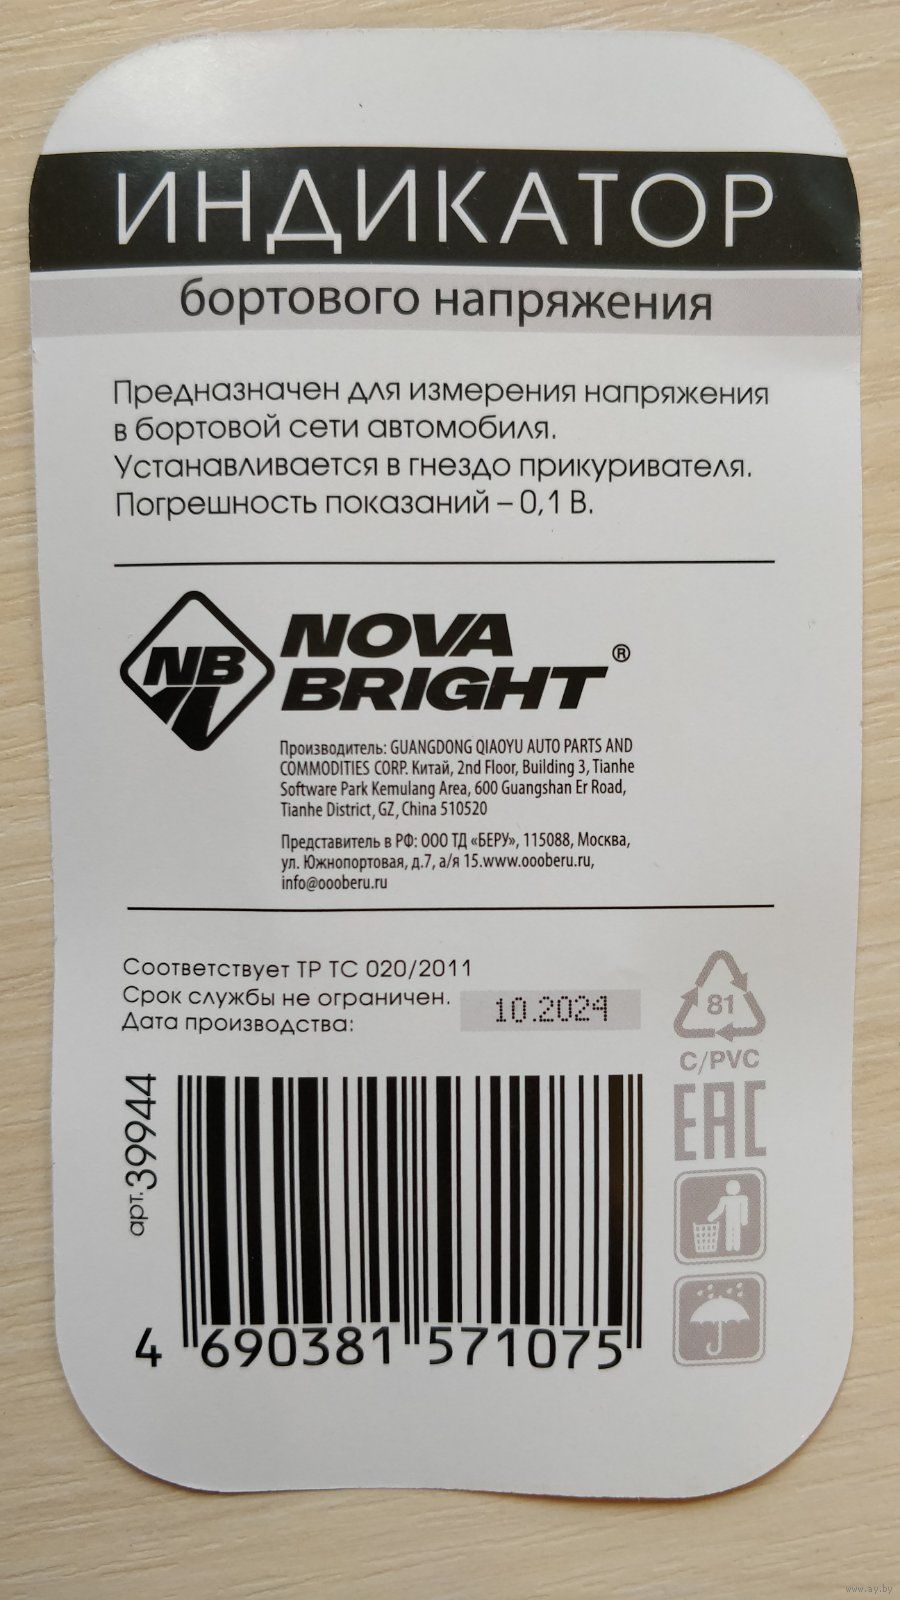 ИНДИКАТОР
бортового напряжения
Предназначен для измерения напряжения
в бортовой сети автомобиля.
Устанавливается в гнездо прикуривателя.
Погрешность показаний – 0,1 В.
NB
NOVA
BRIGHT ®
Производитель: GUANGDONG QIAOYU AUTO PARTS AND
COMMODITIES CORP. Китай, 2nd Floor, Building 3, Tianhe
Software Park Kemulang Area, 600 Guangshan Er Road,
Tianhe District, GZ, China 510520
Представитель в РФ: ООО ТД «БЕРУ», 115088, Москва,
ул. Южнопортовая, д.7, а/я 15.www.oooberu.ru,
info@oooberu.ru
Соответствует ТР ТС 020/2011
Срок службы не ограничен.
Дата производства:
10.2024
81
C/PVC
EAC
арт.39944
4 690381 571075
www.ay.by